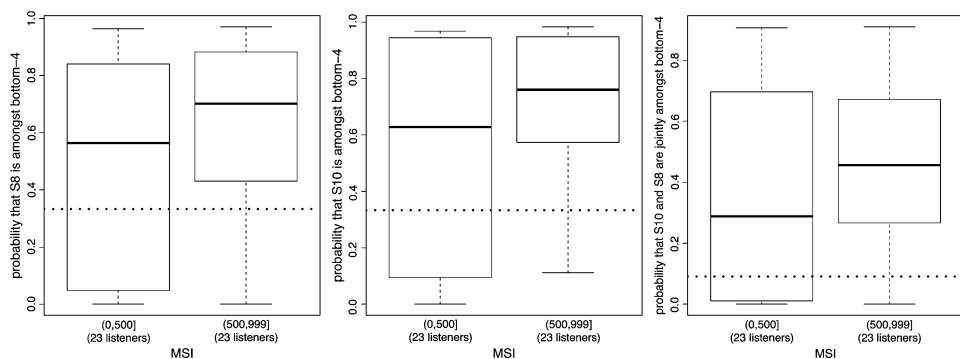 probability that S8 is amongst bottom−4
0.0 0.2 0.4 0.6 0.8 1.0
(0,500] (500,999]
(23 listeners) (23 listeners)
MSI
probability that S10 is amongst bottom−4
0.0 0.2 0.4 0.6 0.8 1.0
(0,500] (500,999]
(23 listeners) (23 listeners)
MSI
probability that S10 and S8 are jointly amongst bottom−4
0.0 0.2 0.4 0.6 0.8
(0,500] (500,999]
(23 listeners) (23 listeners)
MSI